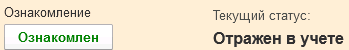 Ознакомление
Ознакомлен
Текущий статус:
Отражен в учете